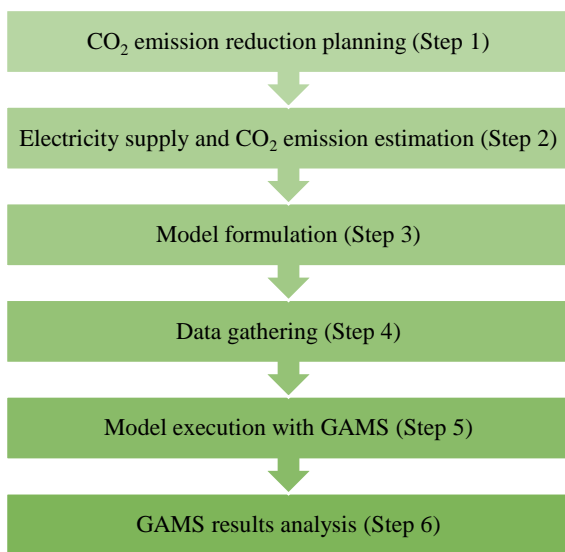 CO₂ emission reduction planning (Step 1)
Electricity supply and CO₂ emission estimation (Step 2)
Model formulation (Step 3)
Data gathering (Step 4)
Model execution with GAMS (Step 5)
GAMS results analysis (Step 6)